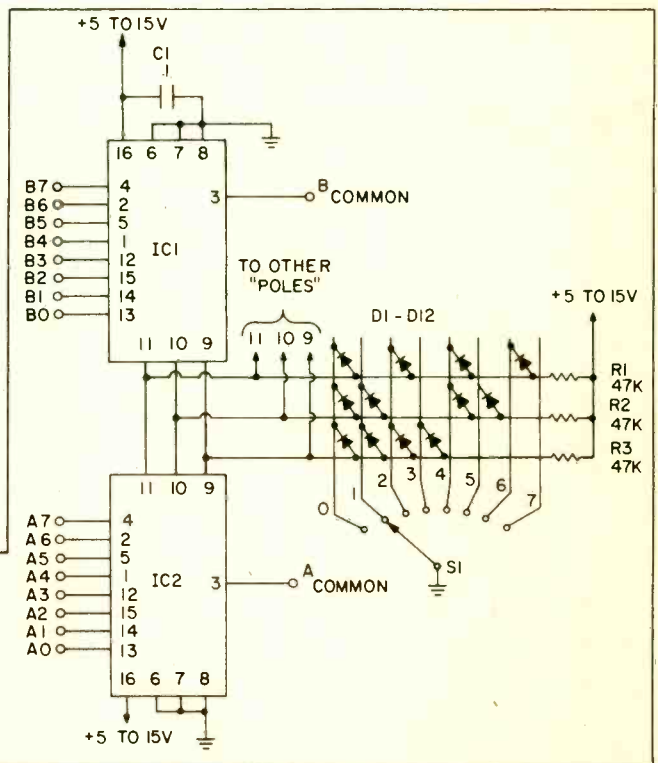 +5 TO 15V
C1
.1
16 6 7 8
B7 4
B6 2
B5 5
B4 1
B3 12
B2 15
B1 14
B0 13
IC1
3
B COMMON
11 10 9
TO OTHER
"POLES"
11 10 9
D1 - D12
+5 TO 15V
R1
47K
R2
47K
R3
47K
0 1 2 3 4 5 6 7
S1
11 10 9
A7 4
A6 2
A5 5
A4 1
A3 12
A2 15
A1 14
A0 13
IC2
3
A COMMON
16 6 7 8
+5 TO 15V